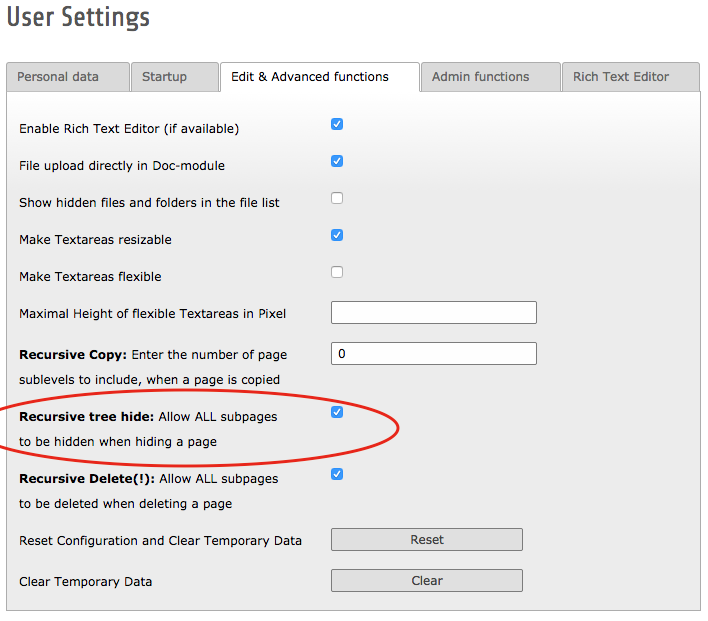 User Settings
Personal data
Startup
Edit & Advanced functions
Admin functions
Rich Text Editor
Enable Rich Text Editor (if available)
File upload directly in Doc-module
Show hidden files and folders in the file list
Make Textareas resizable
Make Textareas flexible
Maximal Height of flexible Textareas in Pixel
Recursive Copy: Enter the number of page
0
sublevels to include, when a page is copied
Recursive tree hide: Allow ALL subpages
to be hidden when hiding a page
Recursive Delete(!): Allow ALL subpages
to be deleted when deleting a page
Reset Configuration and Clear Temporary Data
Reset
Clear Temporary Data
Clear